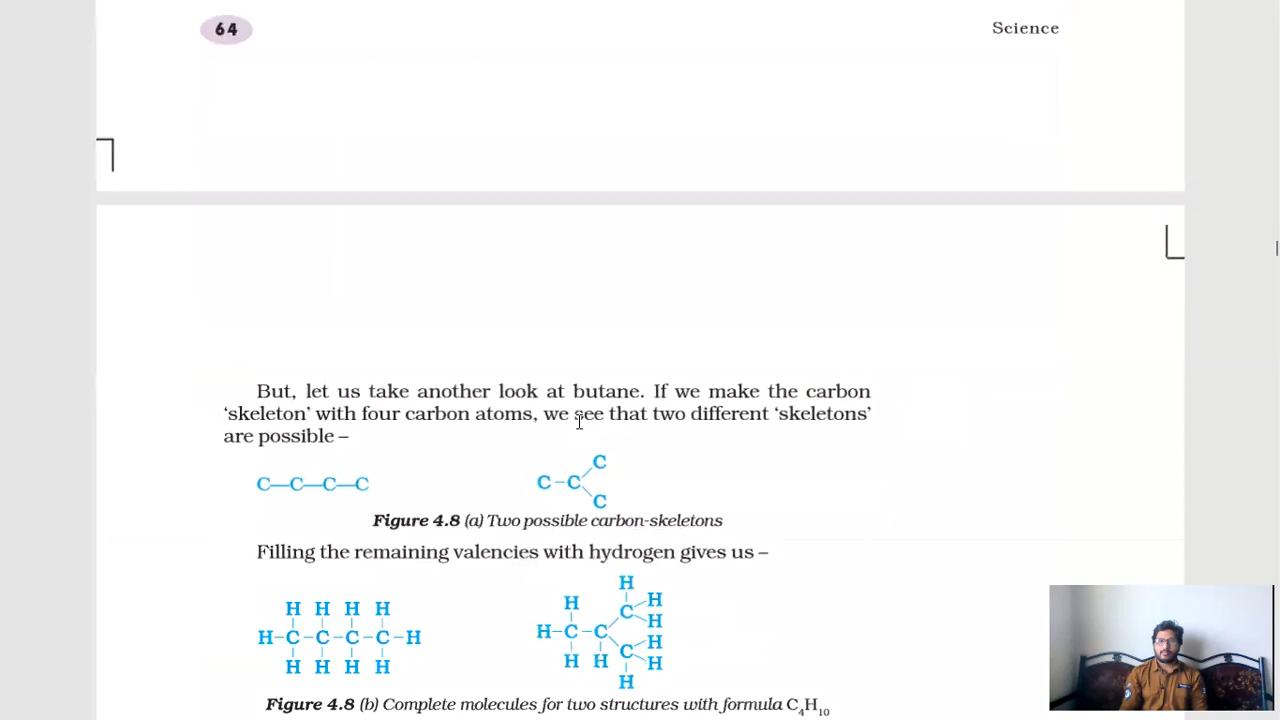 64
Science
But, let us take another look at butane. If we make the carbon
‘skeleton’ with four carbon atoms, we see that two different ‘skeletons’
are possible –
C—C—C—C
C
C–C
C
Figure 4.8 (a) Two possible carbon-skeletons
Filling the remaining valencies with hydrogen gives us –
H H H H
H–C–C–C–C–H
H H H H
H
H
H
C
H
H–C–C
H
C
H
H H
H
Figure 4.8 (b) Complete molecules for two structures with formula C₄H₁₀